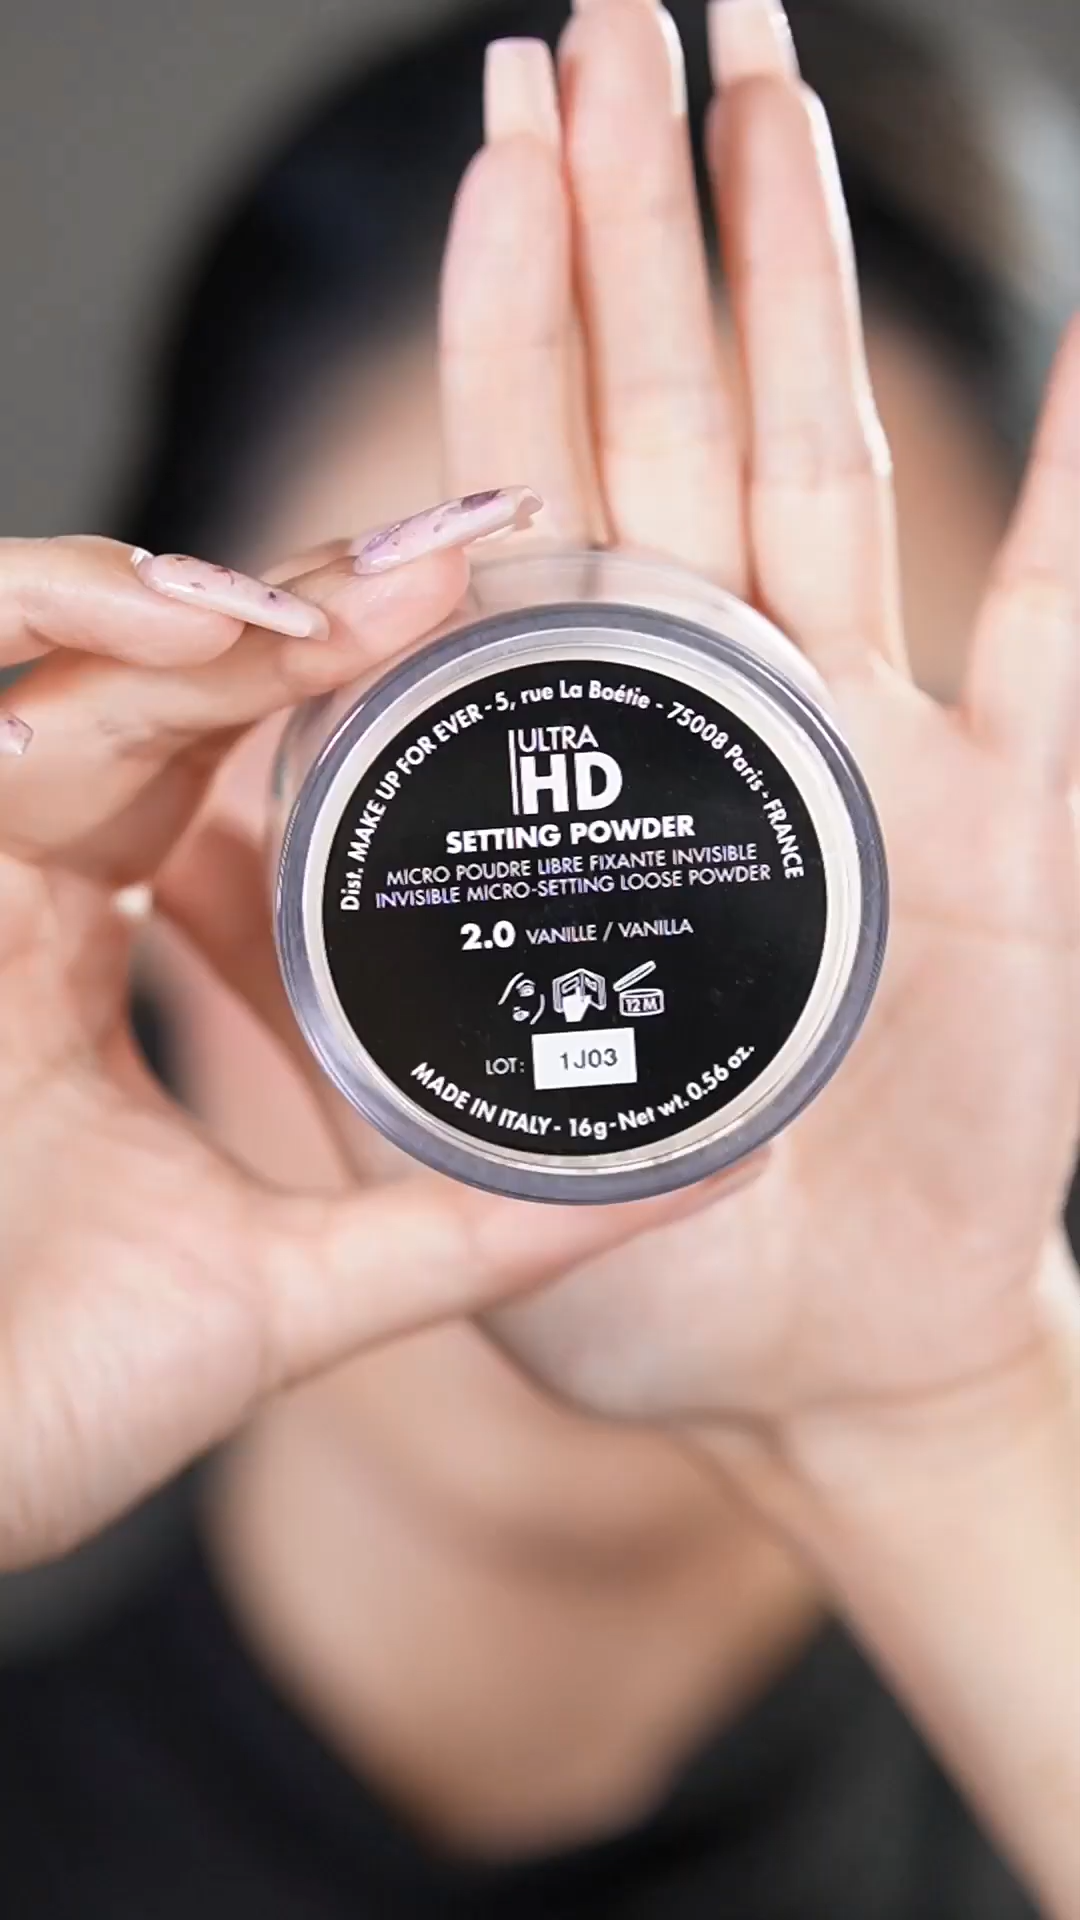 Dist. MAKE UP FOR EVER - 5, rue La Boétie - 75008 Paris - FRANCE
ULTRA
HD
SETTING POWDER
MICRO POUDRE LIBRE FIXANTE INVISIBLE
INVISIBLE MICRO-SETTING LOOSE POWDER
2.0 VANILLE / VANILLA
12M
LOT: 1J03
MADE IN ITALY - 16g - Net wt. 0.56 oz.